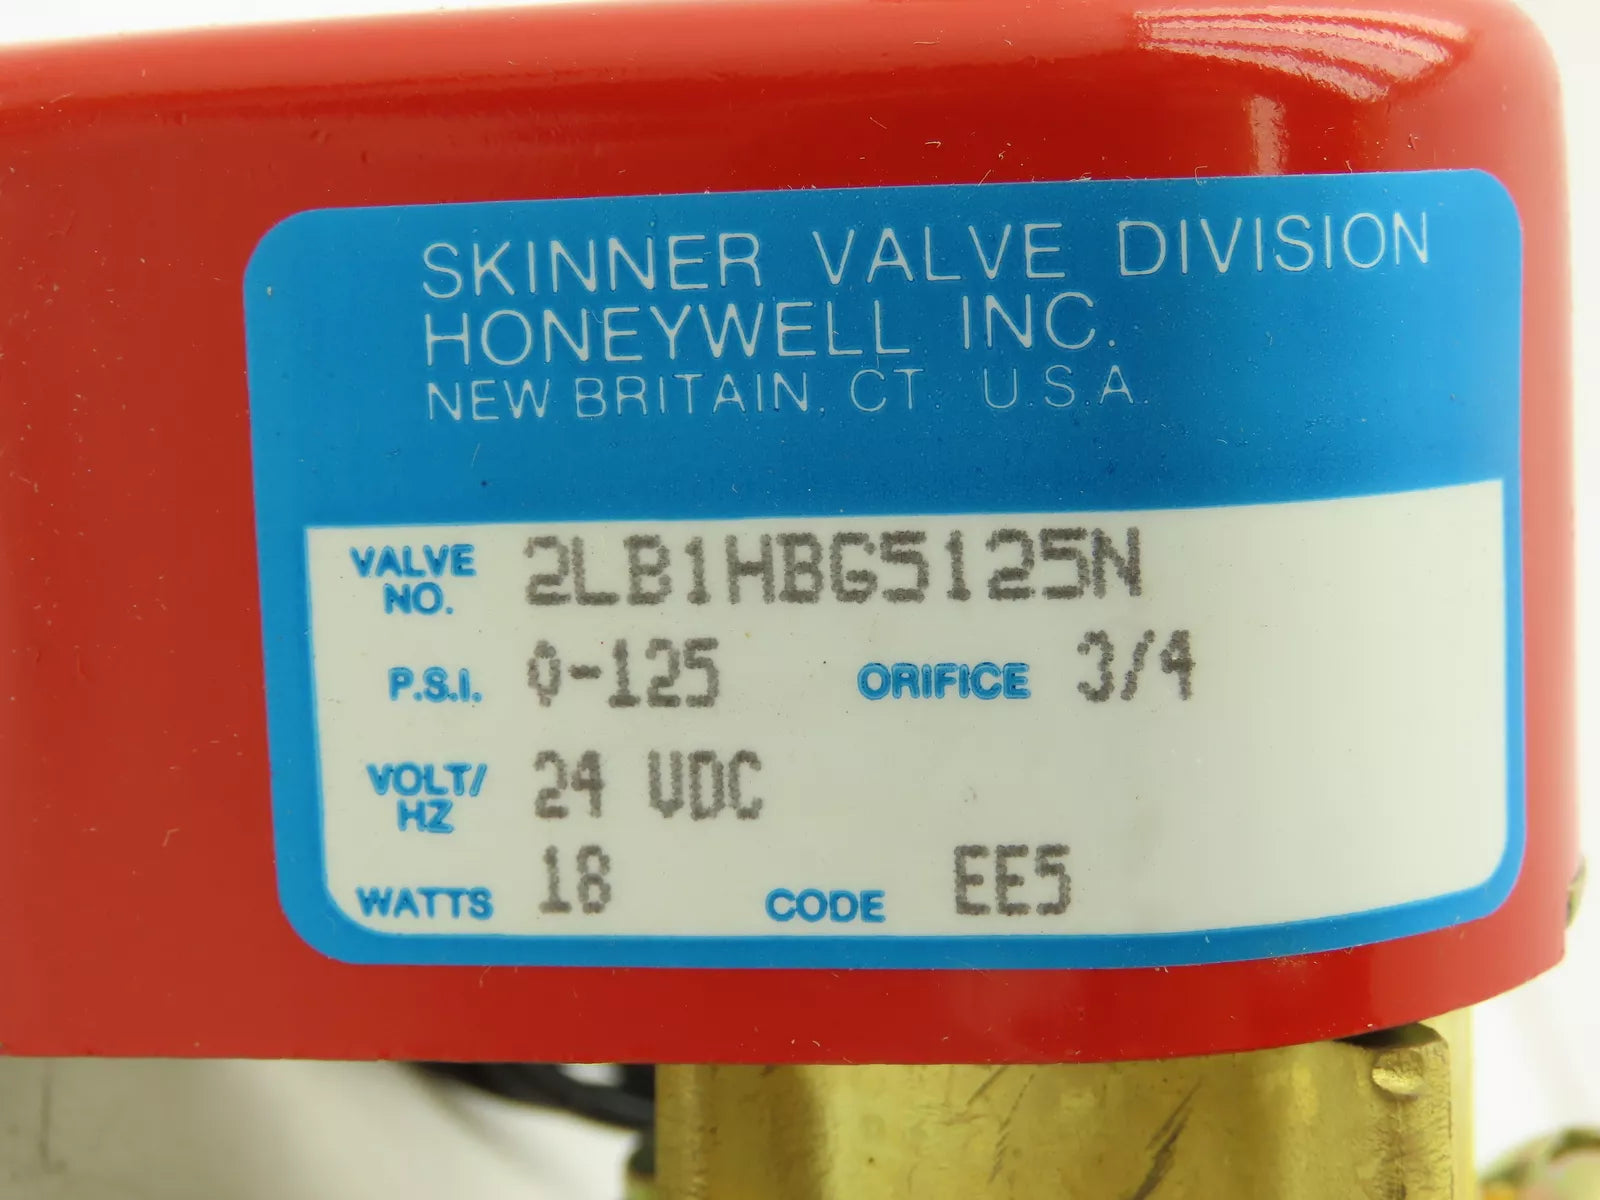 SKINNER VALVE DIVISION
HONEYWELL INC.
NEW BRITAIN, CT. U.S.A.
VALVE NO. 2LB1HBG5125N
P.S.I. 0-125 ORIFICE 3/4
VOLT/HZ 24 VDC
WATTS 18 CODE EE5